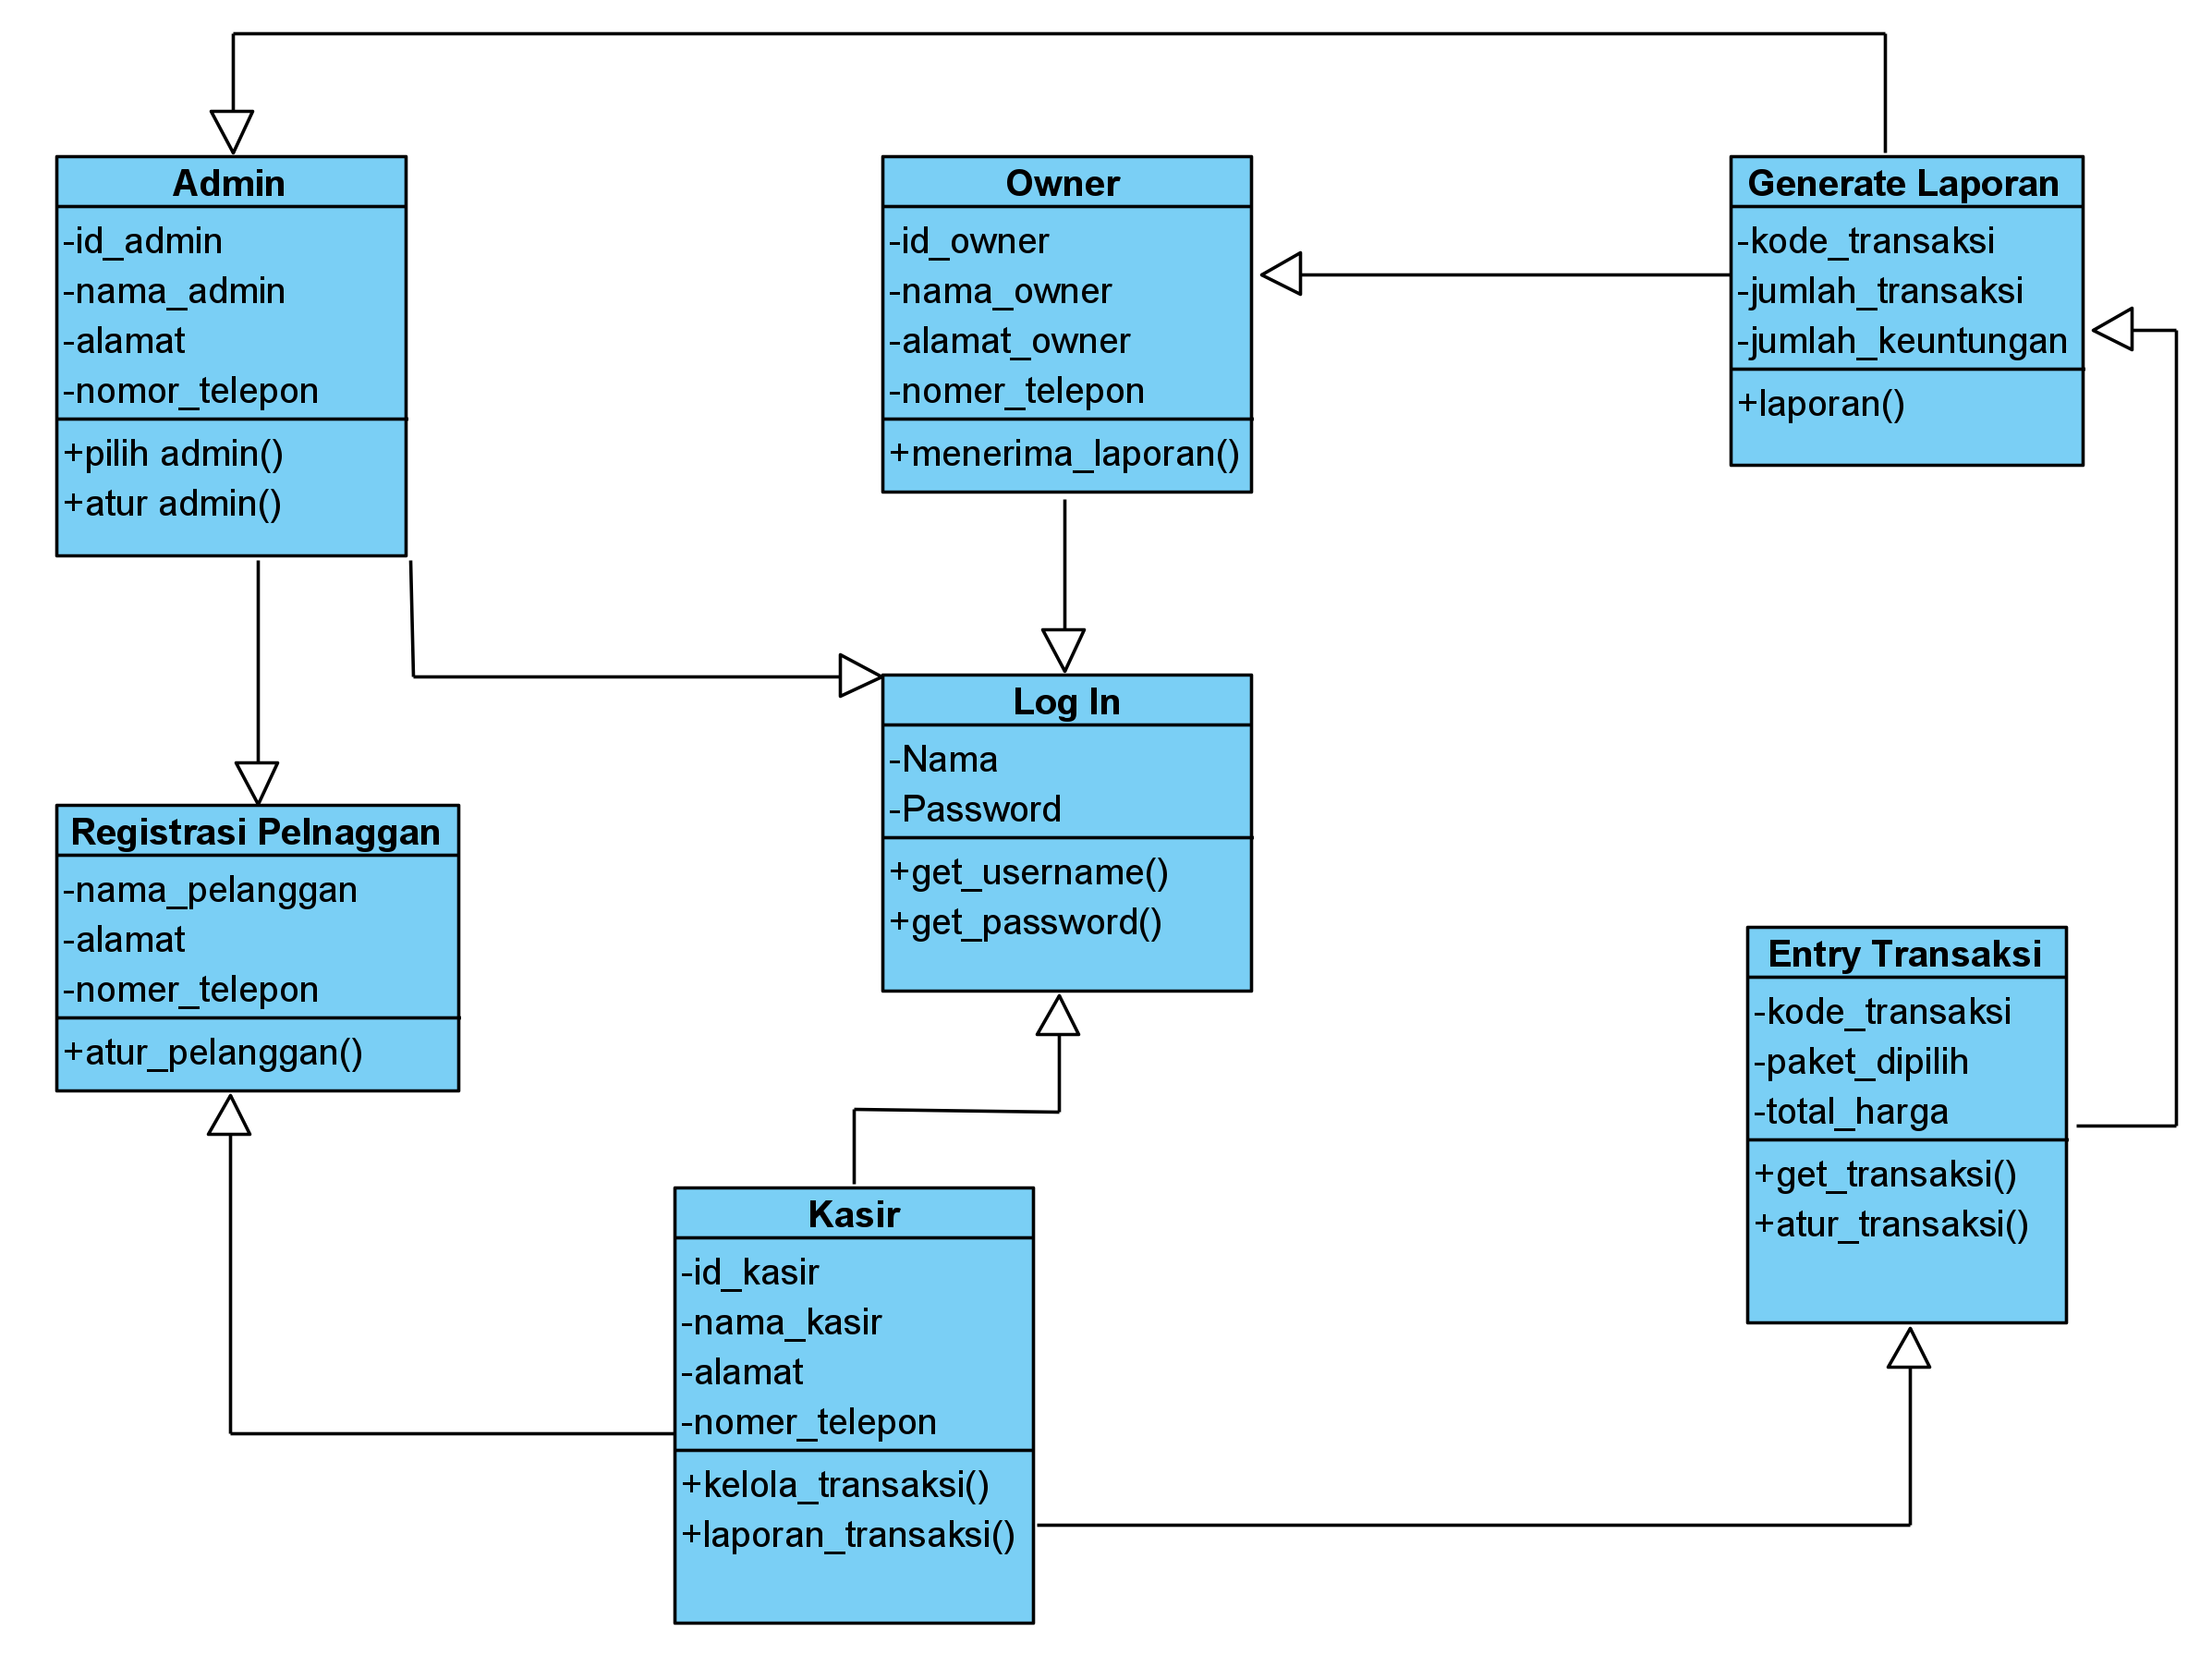 Admin
-id_admin
-nama_admin
-alamat
-nomor_telepon
+pilih admin()
+atur admin()
Owner
-id_owner
-nama_owner
-alamat_owner
-nomer_telepon
+menerima_laporan()
Generate Laporan
-kode_transaksi
-jumlah_transaksi
-jumlah_keuntungan
+laporan()
Registrasi Pelnaggan
-nama_pelanggan
-alamat
-nomer_telepon
+atur_pelanggan()
Log In
-Nama
-Password
+get_username()
+get_password()
Entry Transaksi
-kode_transaksi
-paket_dipilih
-total_harga
+get_transaksi()
+atur_transaksi()
Kasir
-id_kasir
-nama_kasir
-alamat
-nomer_telepon
+kelola_transaksi()
+laporan_transaksi()